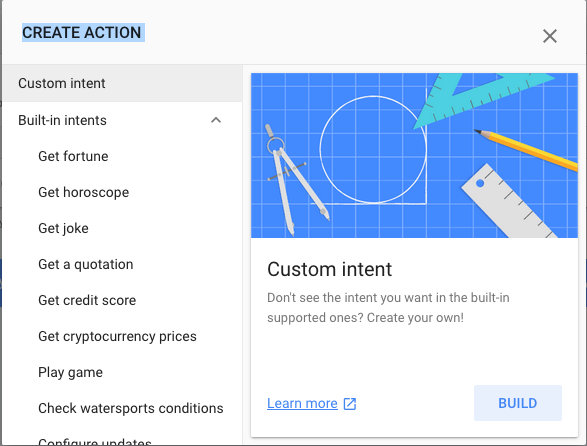 CREATE ACTION
Custom intent
Built-in intents
Get fortune
Get horoscope
Get joke
Get a quotation
Get credit score
Get cryptocurrency prices
Play game
Check watersports conditions
Configure updates
Custom intent
Don't see the intent you want in the built-in
supported ones? Create your own!
Learn more
BUILD